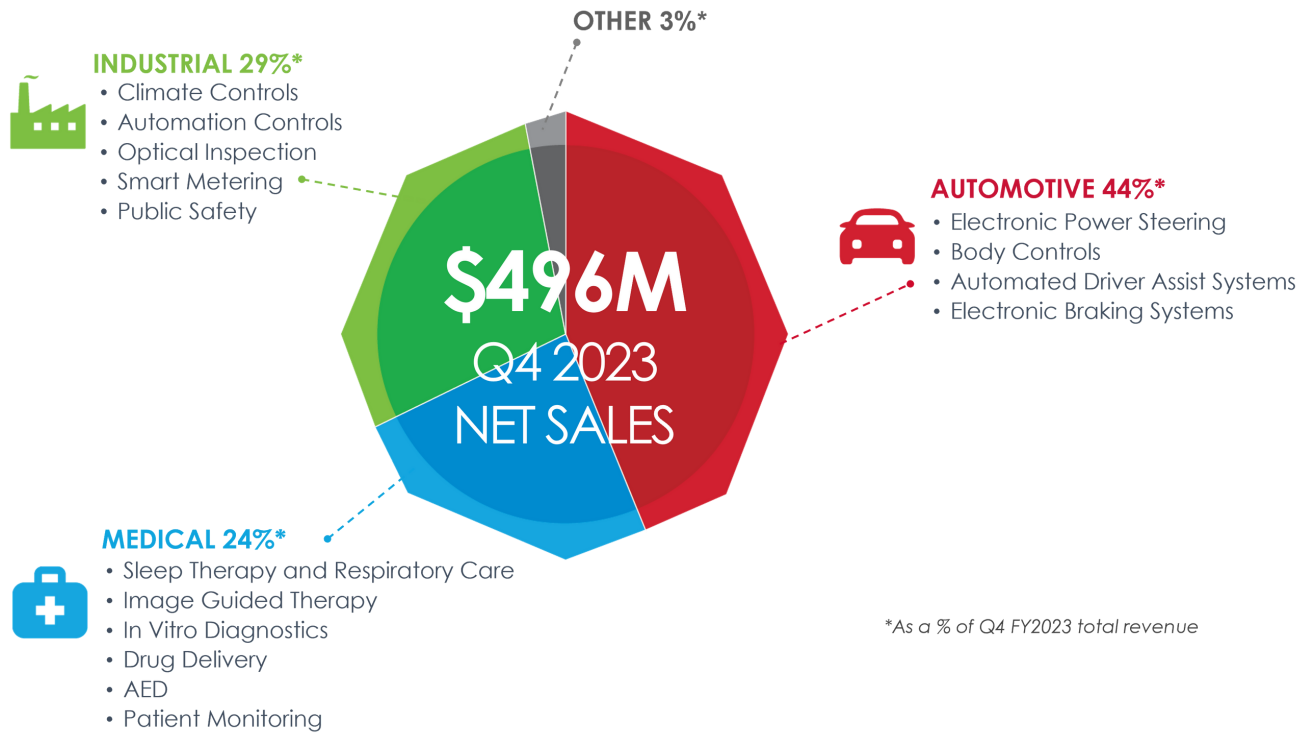 OTHER 3%*
INDUSTRIAL 29%*
• Climate Controls
• Automation Controls
• Optical Inspection
• Smart Metering
• Public Safety
AUTOMOTIVE 44%*
• Electronic Power Steering
• Body Controls
• Automated Driver Assist Systems
• Electronic Braking Systems
$496M
Q4 2023
NET SALES
MEDICAL 24%*
• Sleep Therapy and Respiratory Care
• Image Guided Therapy
• In Vitro Diagnostics
• Drug Delivery
• AED
• Patient Monitoring
*As a % of Q4 FY2023 total revenue